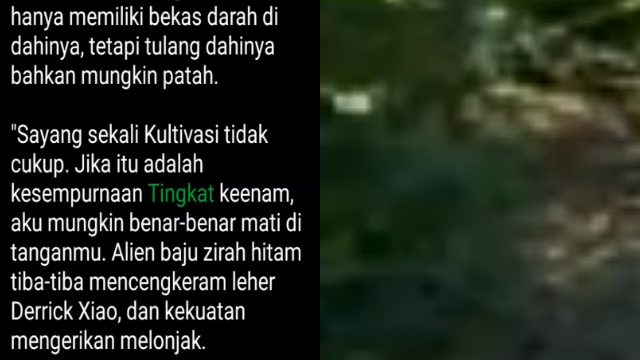 hanya memiliki bekas darah di
dahinya, tetapi tulang dahinya
bahkan mungkin patah.
"Sayang sekali Kultivasi tidak
cukup. Jika itu adalah
kesempurnaan Tingkat keenam,
aku mungkin benar-benar mati di
tanganmu. Alien baju zirah hitam
tiba-tiba mencengkeram leher
Derrick Xiao, dan kekuatan
mengerikan melonjak.